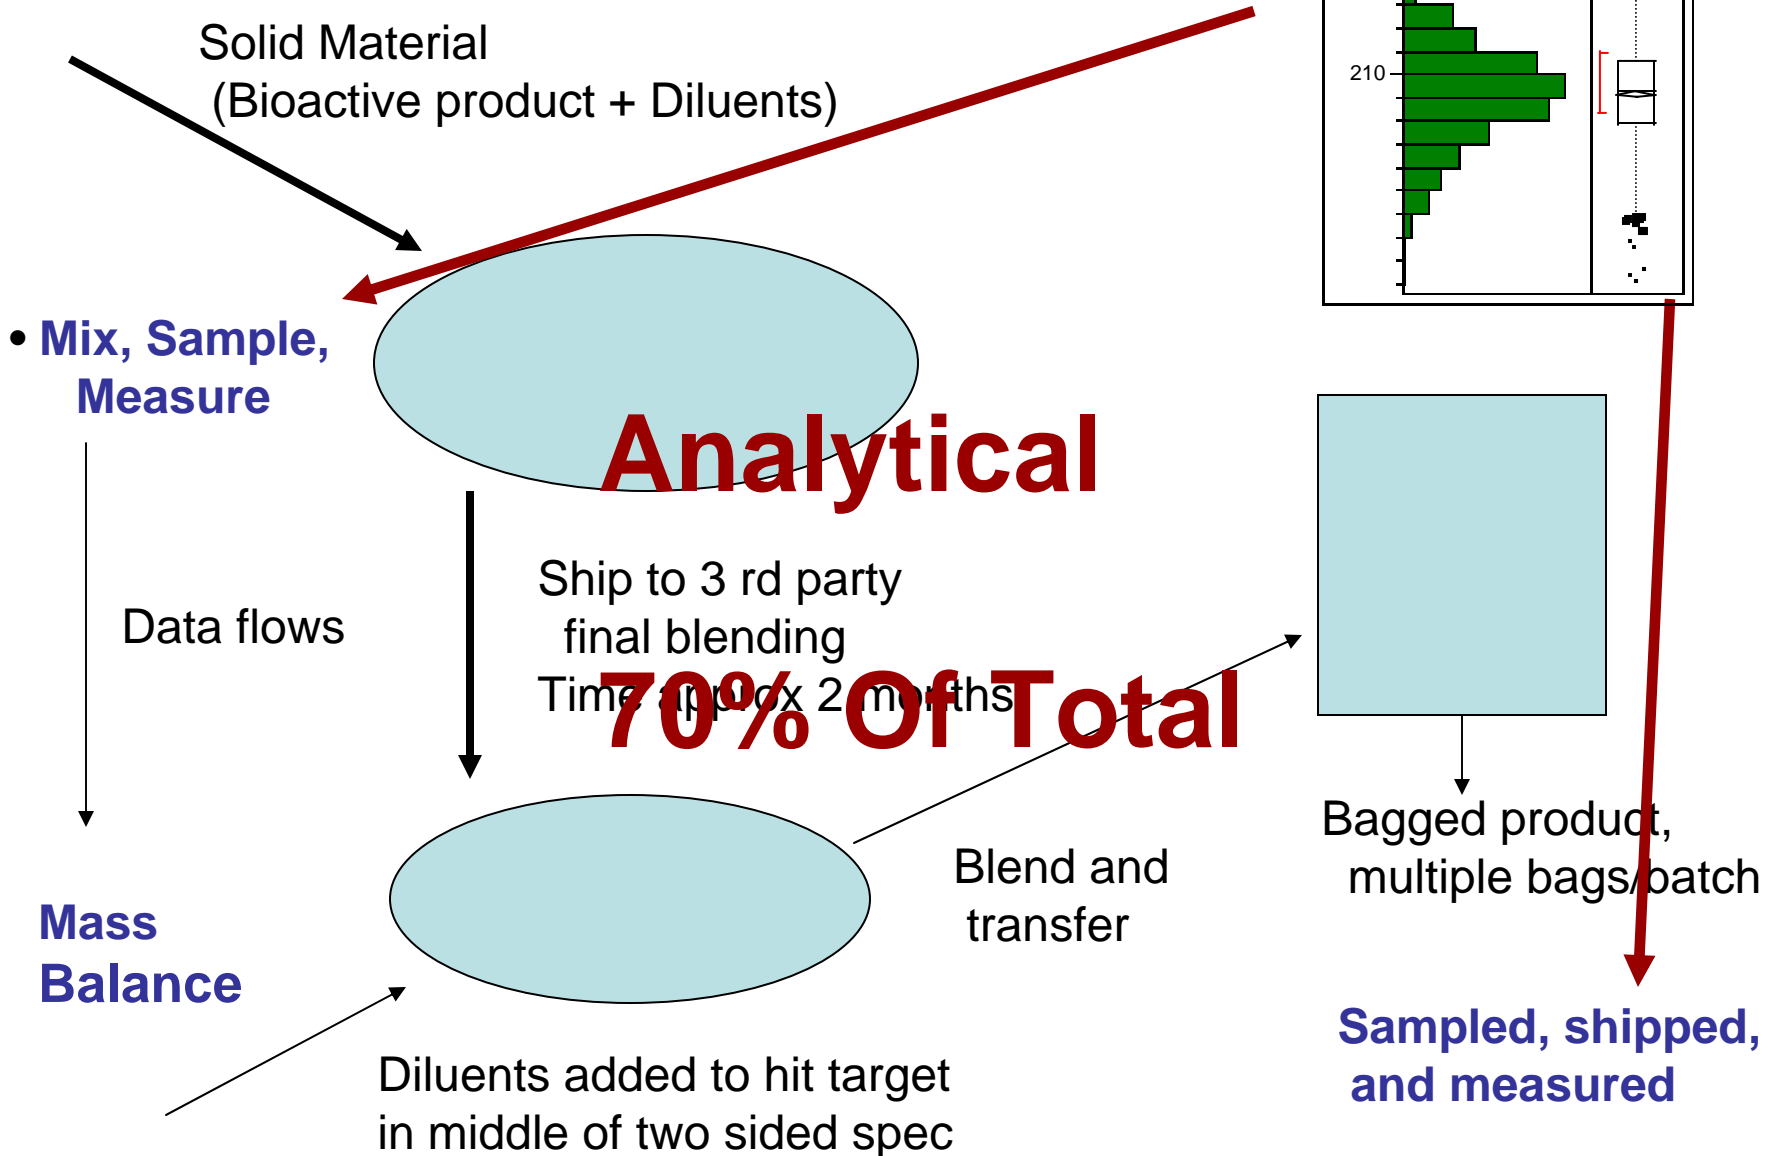 Solid Material
(Bioactive product + Diluents)
210
• Mix, Sample,
Measure
Analytical
Ship to 3 rd party
final blending
Time approx 2 months
Data flows
70% Of Total
Bagged product,
multiple bags/batch
Blend and
transfer
Mass
Balance
Sampled, shipped,
and measured
Diluents added to hit target
in middle of two sided spec